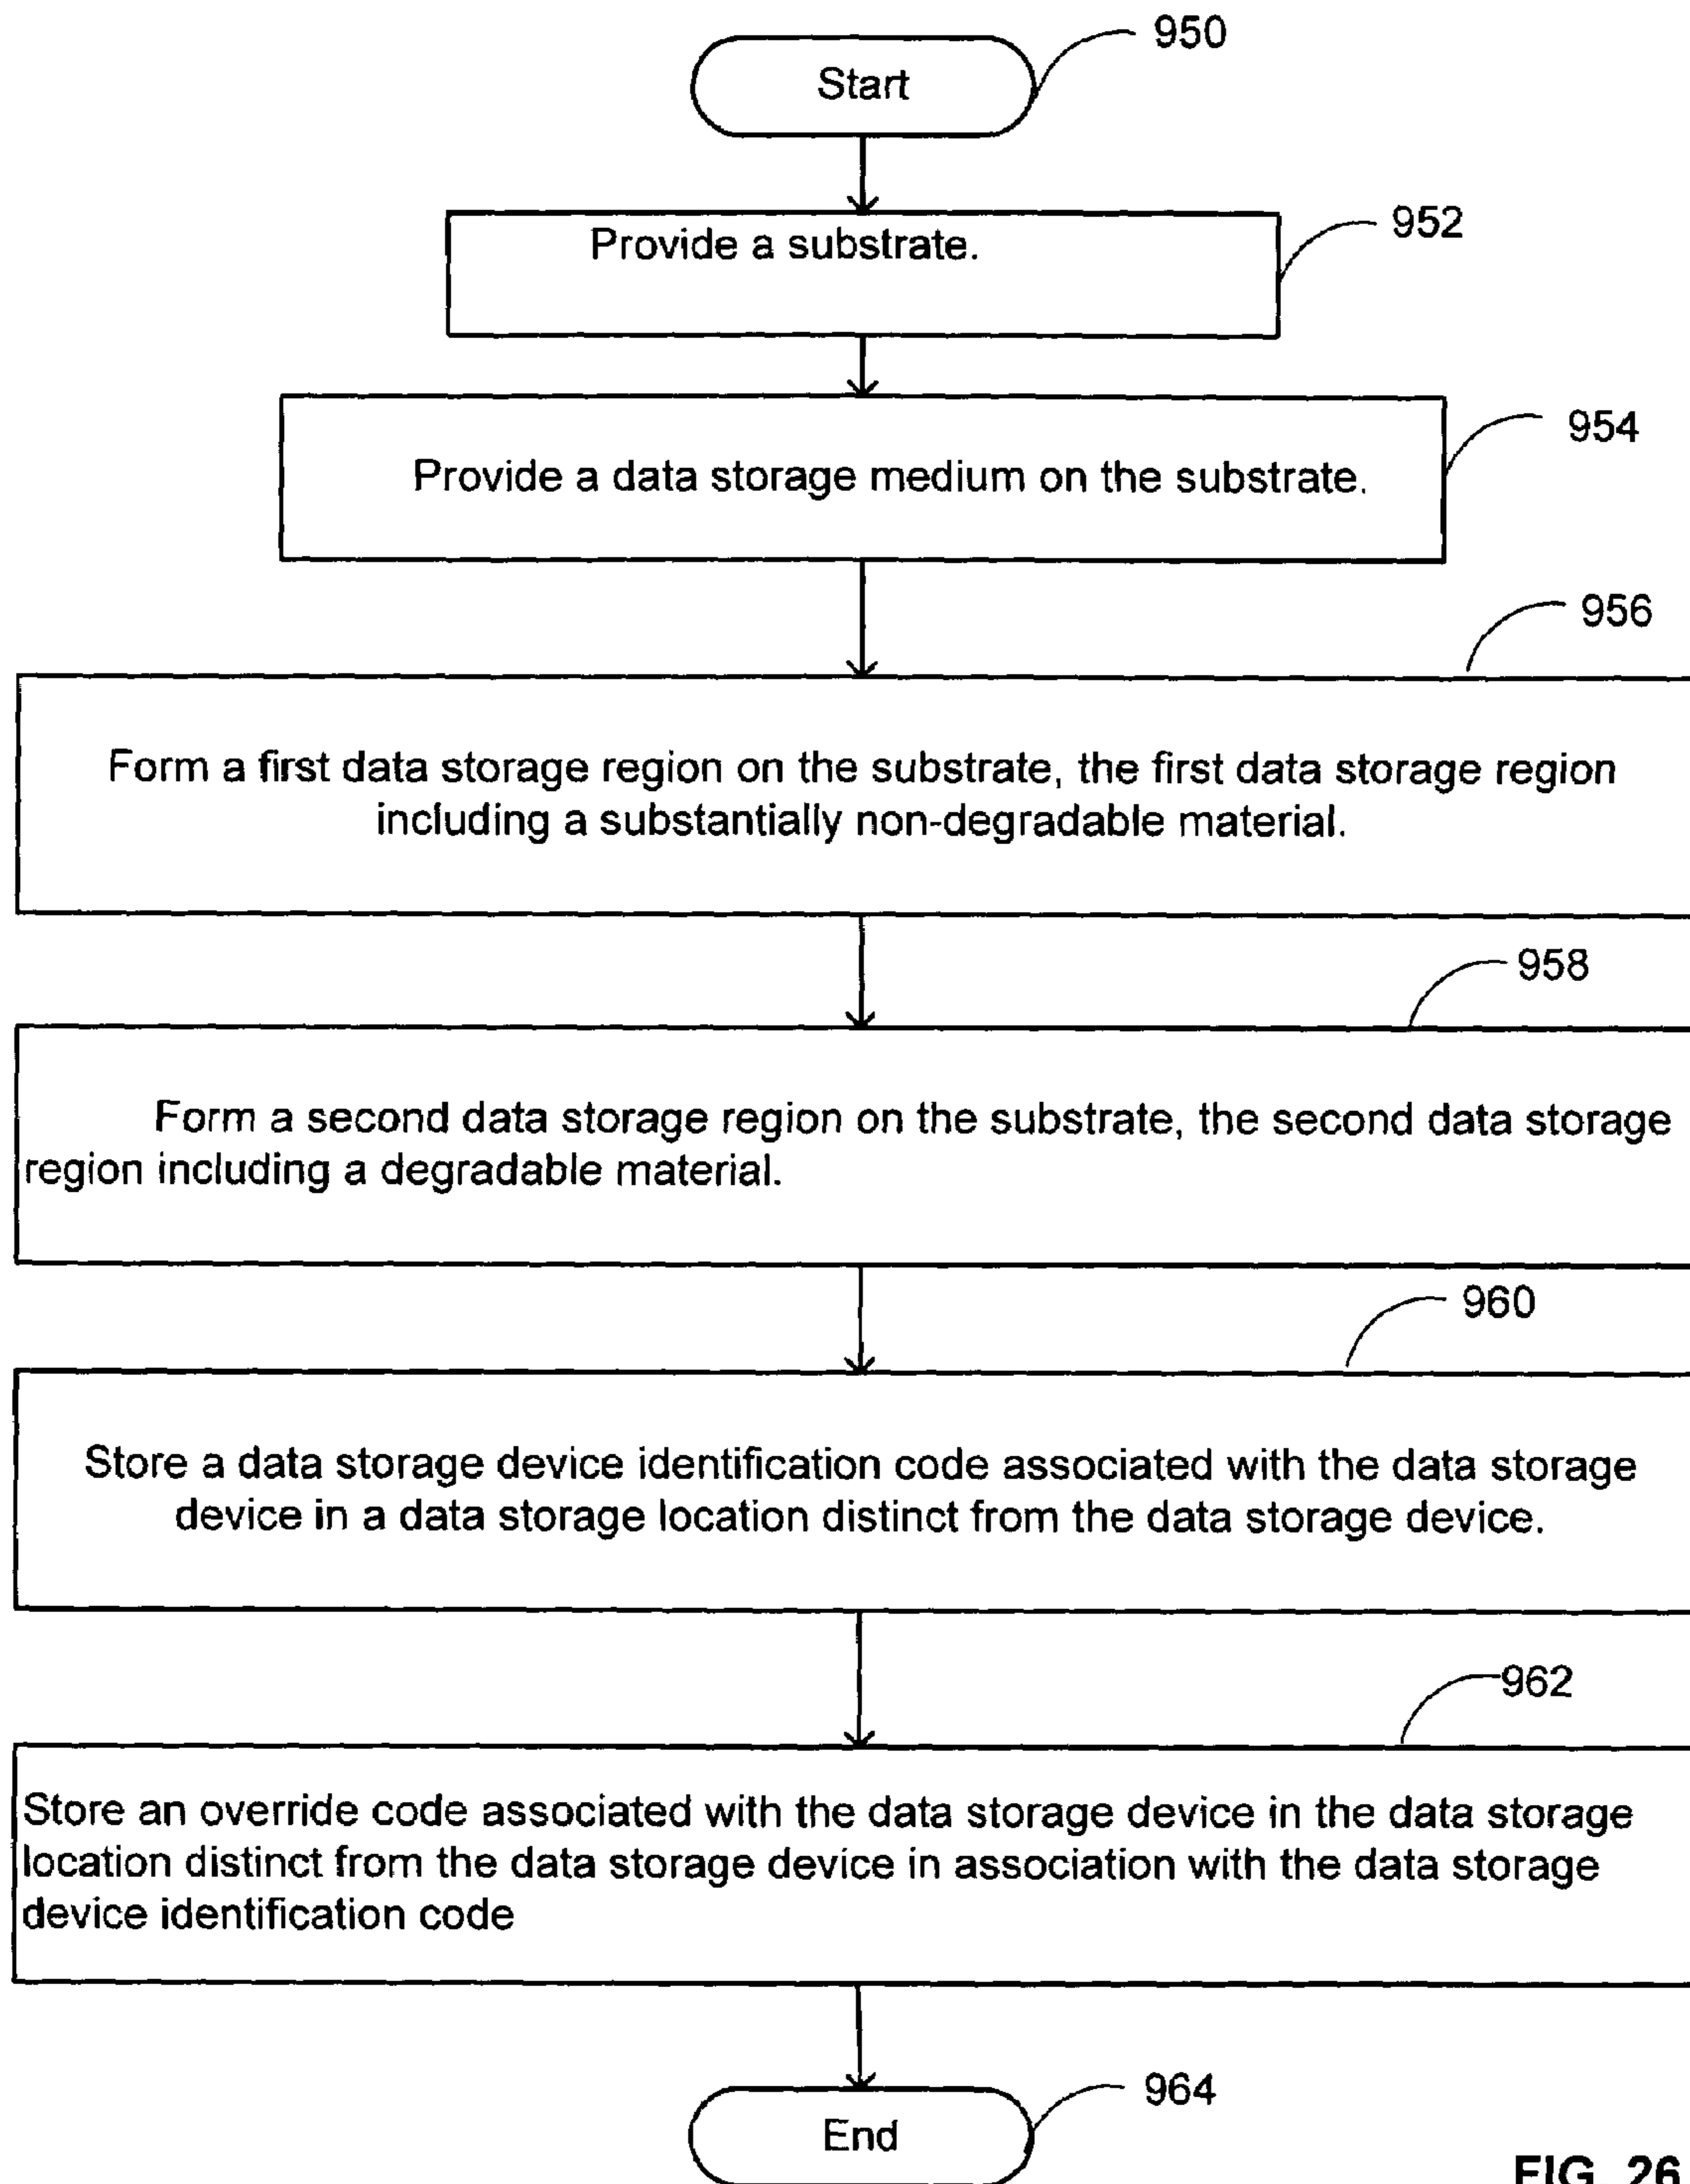 950
Start
952
Provide a substrate.
954
Provide a data storage medium on the substrate.
956
Form a first data storage region on the substrate, the first data storage region
including a substantially non-degradable material.
958
Form a second data storage region on the substrate, the second data storage
region including a degradable material.
960
Store a data storage device identification code associated with the data storage
device in a data storage location distinct from the data storage device.
962
Store an override code associated with the data storage device in the data storage
location distinct from the data storage device in association with the data storage
device identification code
964
End
FIG. 26